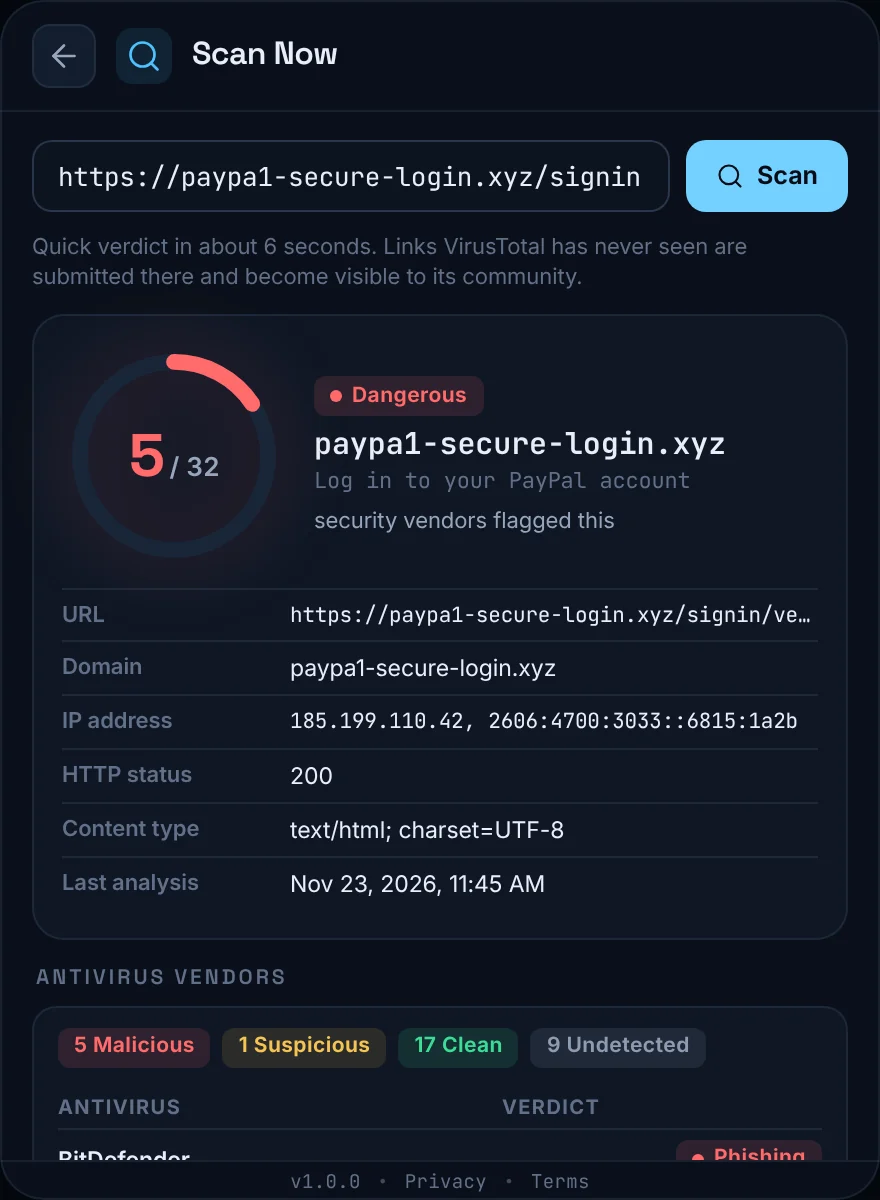 Scan Now
https://paypa1-secure-login.xyz/signin
Scan
Quick verdict in about 6 seconds. Links VirusTotal has never seen are
submitted there and become visible to its community.
5 / 32
Dangerous
paypa1-secure-login.xyz
Log in to your PayPal account
security vendors flagged this
URL https://paypa1-secure-login.xyz/signin/ve…
Domain paypa1-secure-login.xyz
IP address 185.199.110.42, 2606:4700:3033::6815:1a2b
HTTP status 200
Content type text/html; charset=UTF-8
Last analysis Nov 23, 2026, 11:45 AM
ANTIVIRUS VENDORS
5 Malicious 1 Suspicious 17 Clean 9 Undetected
ANTIVIRUS VERDICT
BitDefender Phishing
v1.0.0 • Privacy • Terms